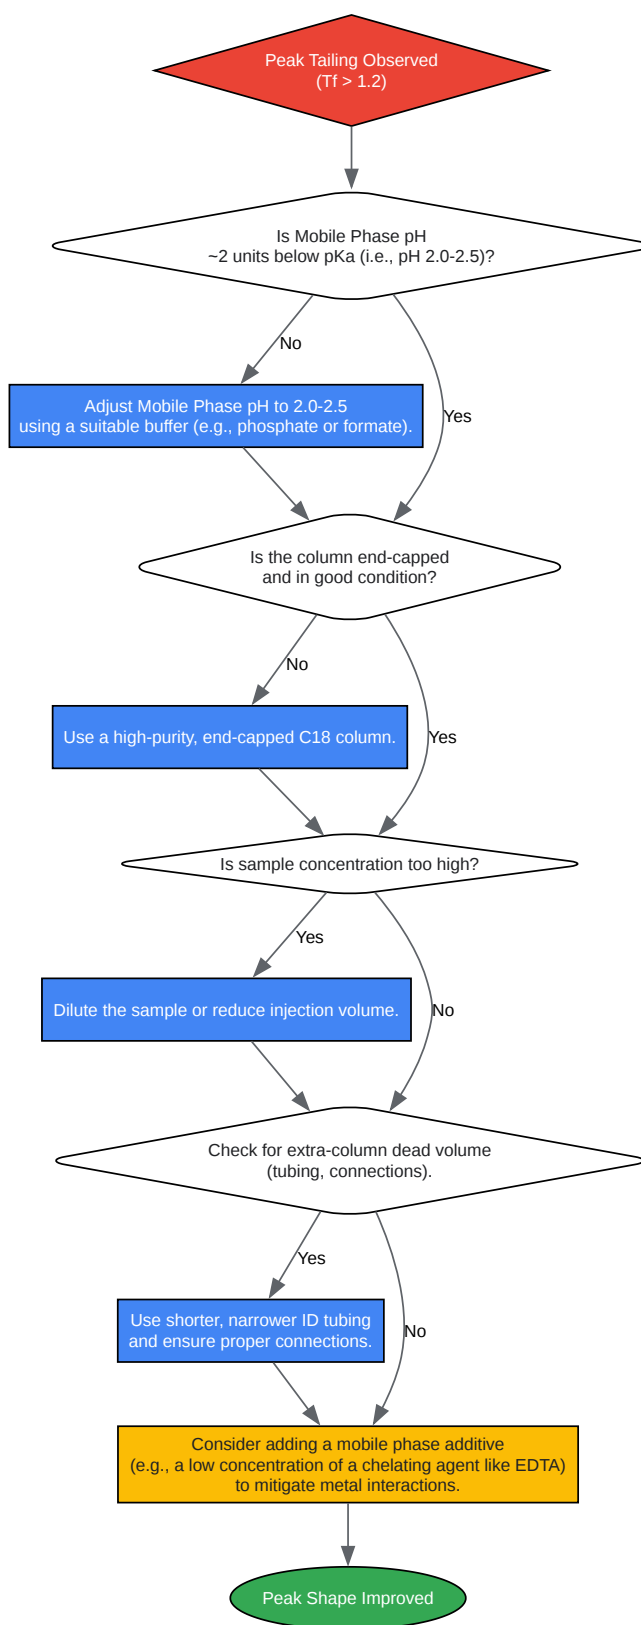 Peak Tailing Observed
(Tf > 1.2)
Is Mobile Phase pH
~2 units below pKa (i.e., pH 2.0-2.5)?
No
Adjust Mobile Phase pH to 2.0-2.5
using a suitable buffer (e.g., phosphate or formate).
Yes
Is the column end-capped
and in good condition?
No
Use a high-purity, end-capped C18 column.
Yes
Is sample concentration too high?
Yes
Dilute the sample or reduce injection volume.
No
Check for extra-column dead volume
(tubing, connections).
Yes
Use shorter, narrower ID tubing
and ensure proper connections.
No
Consider adding a mobile phase additive
(e.g., a low concentration of a chelating agent like EDTA)
to mitigate metal interactions.
Peak Shape Improved